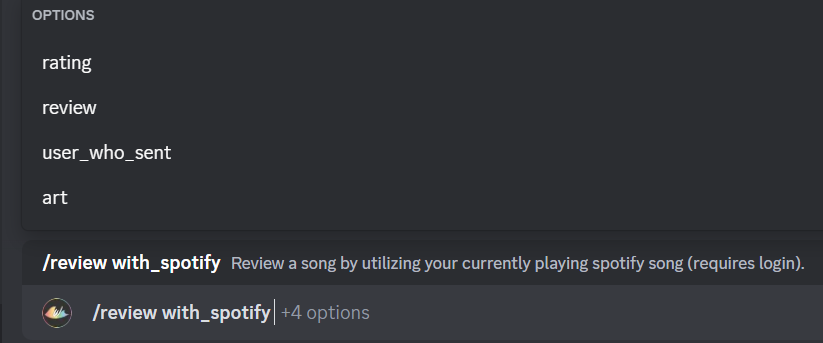 OPTIONS
rating
review
user_who_sent
art
/review with_spotify Review a song by utilizing your currently playing spotify song (requires login).
/review with_spotify +4 options